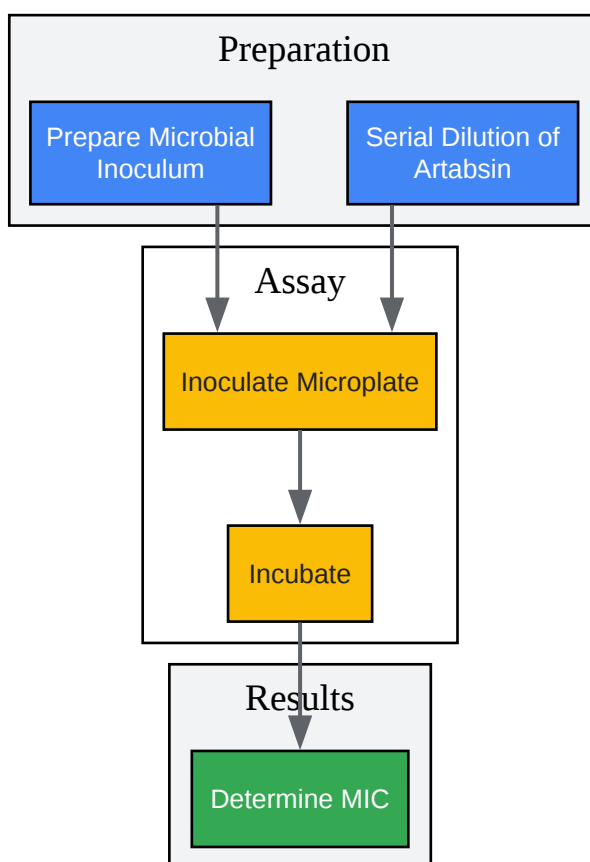 Preparation
Prepare Microbial
Inoculum
Serial Dilution of
Artabsin
Assay
Inoculate Microplate
Incubate
Results
Determine MIC